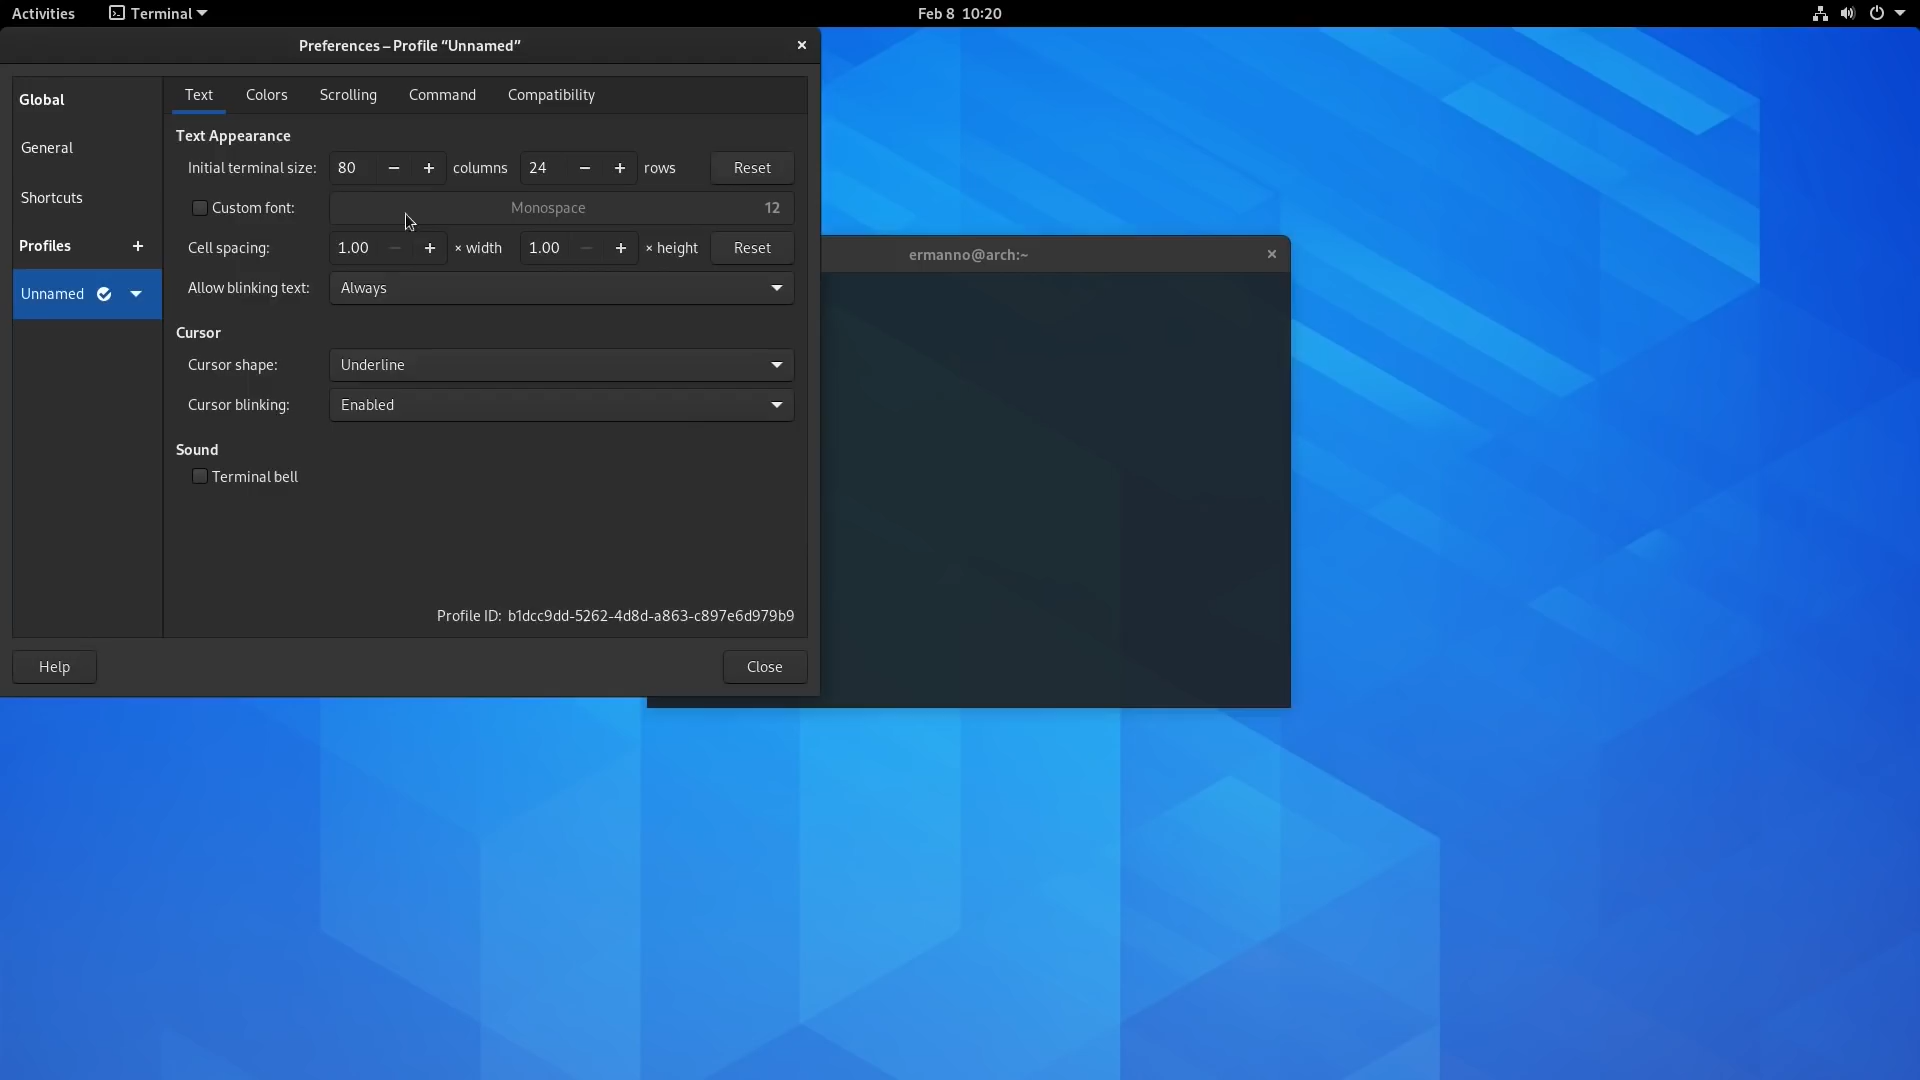 Activities Terminal Feb 8 10:20
Preferences – Profile “Unnamed”
Global
General
Shortcuts
Profiles
Unnamed
Text Colors Scrolling Command Compatibility
Text Appearance
Initial terminal size: 80 − + columns 24 − + rows Reset
Custom font: Monospace 12
Cell spacing: 1.00 − + × width 1.00 − + × height Reset
Allow blinking text: Always
Cursor
Cursor shape: Underline
Cursor blinking: Enabled
Sound
Terminal bell
Profile ID: b1dcc9dd-5262-4d8d-a863-c897e6d979b9
Help Close
ermanno@arch:~